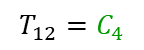 T₁₂ = C₄